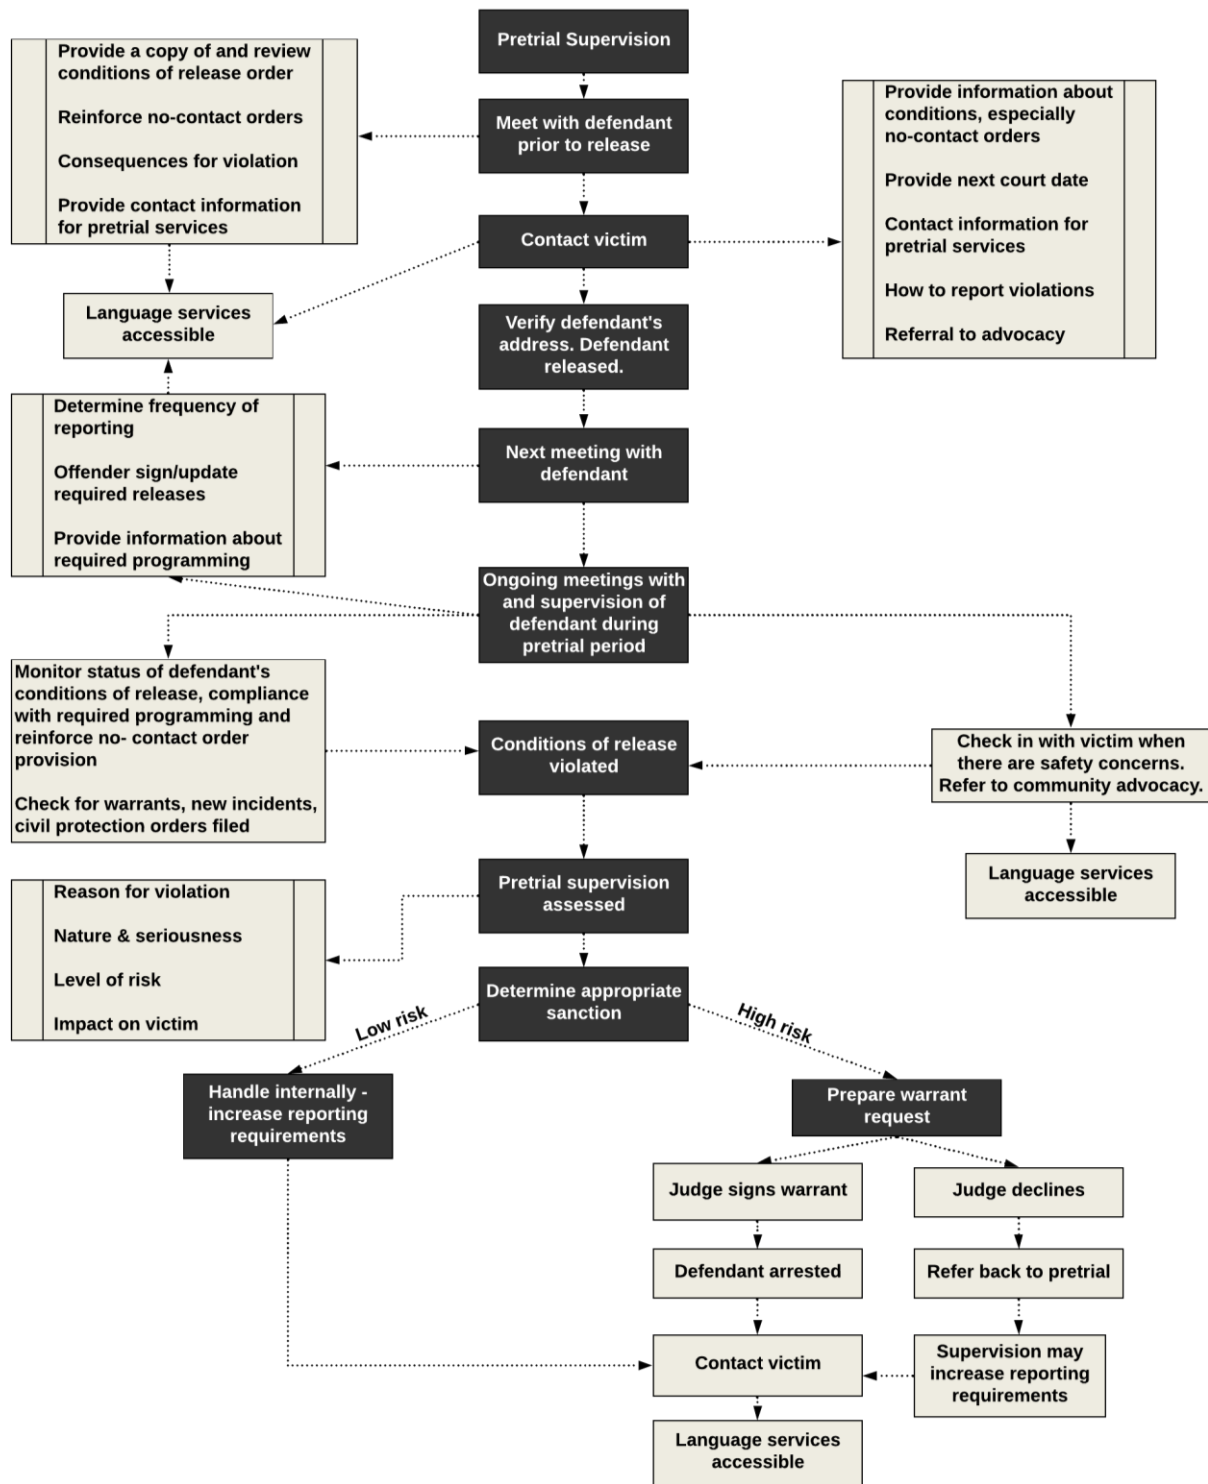 Pretrial Supervision
Provide a copy of and review
conditions of release order
Reinforce no-contact orders
Consequences for violation
Provide contact information
for pretrial services
Meet with defendant
prior to release
Provide information about
conditions, especially
no-contact orders
Provide next court date
Contact information for
pretrial services
How to report violations
Referral to advocacy
Contact victim
Language services
accessible
Verify defendant's
address. Defendant
released.
Determine frequency of
reporting
Offender sign/update
required releases
Provide information about
required programming
Next meeting with
defendant
Ongoing meetings with
and supervision of
defendant during
pretrial period
Monitor status of defendant's
conditions of release, compliance
with required programming and
reinforce no- contact order
provision
Check for warrants, new incidents,
civil protection orders filed
Conditions of release
violated
Check in with victim when
there are safety concerns.
Refer to community advocacy.
Language services
accessible
Pretrial supervision
assessed
Reason for violation
Nature & seriousness
Level of risk
Impact on victim
Determine appropriate
sanction
Low risk
High risk
Handle internally -
increase reporting
requirements
Prepare warrant
request
Judge signs warrant
Judge declines
Defendant arrested
Refer back to pretrial
Contact victim
Supervision may
increase reporting
requirements
Language services
accessible